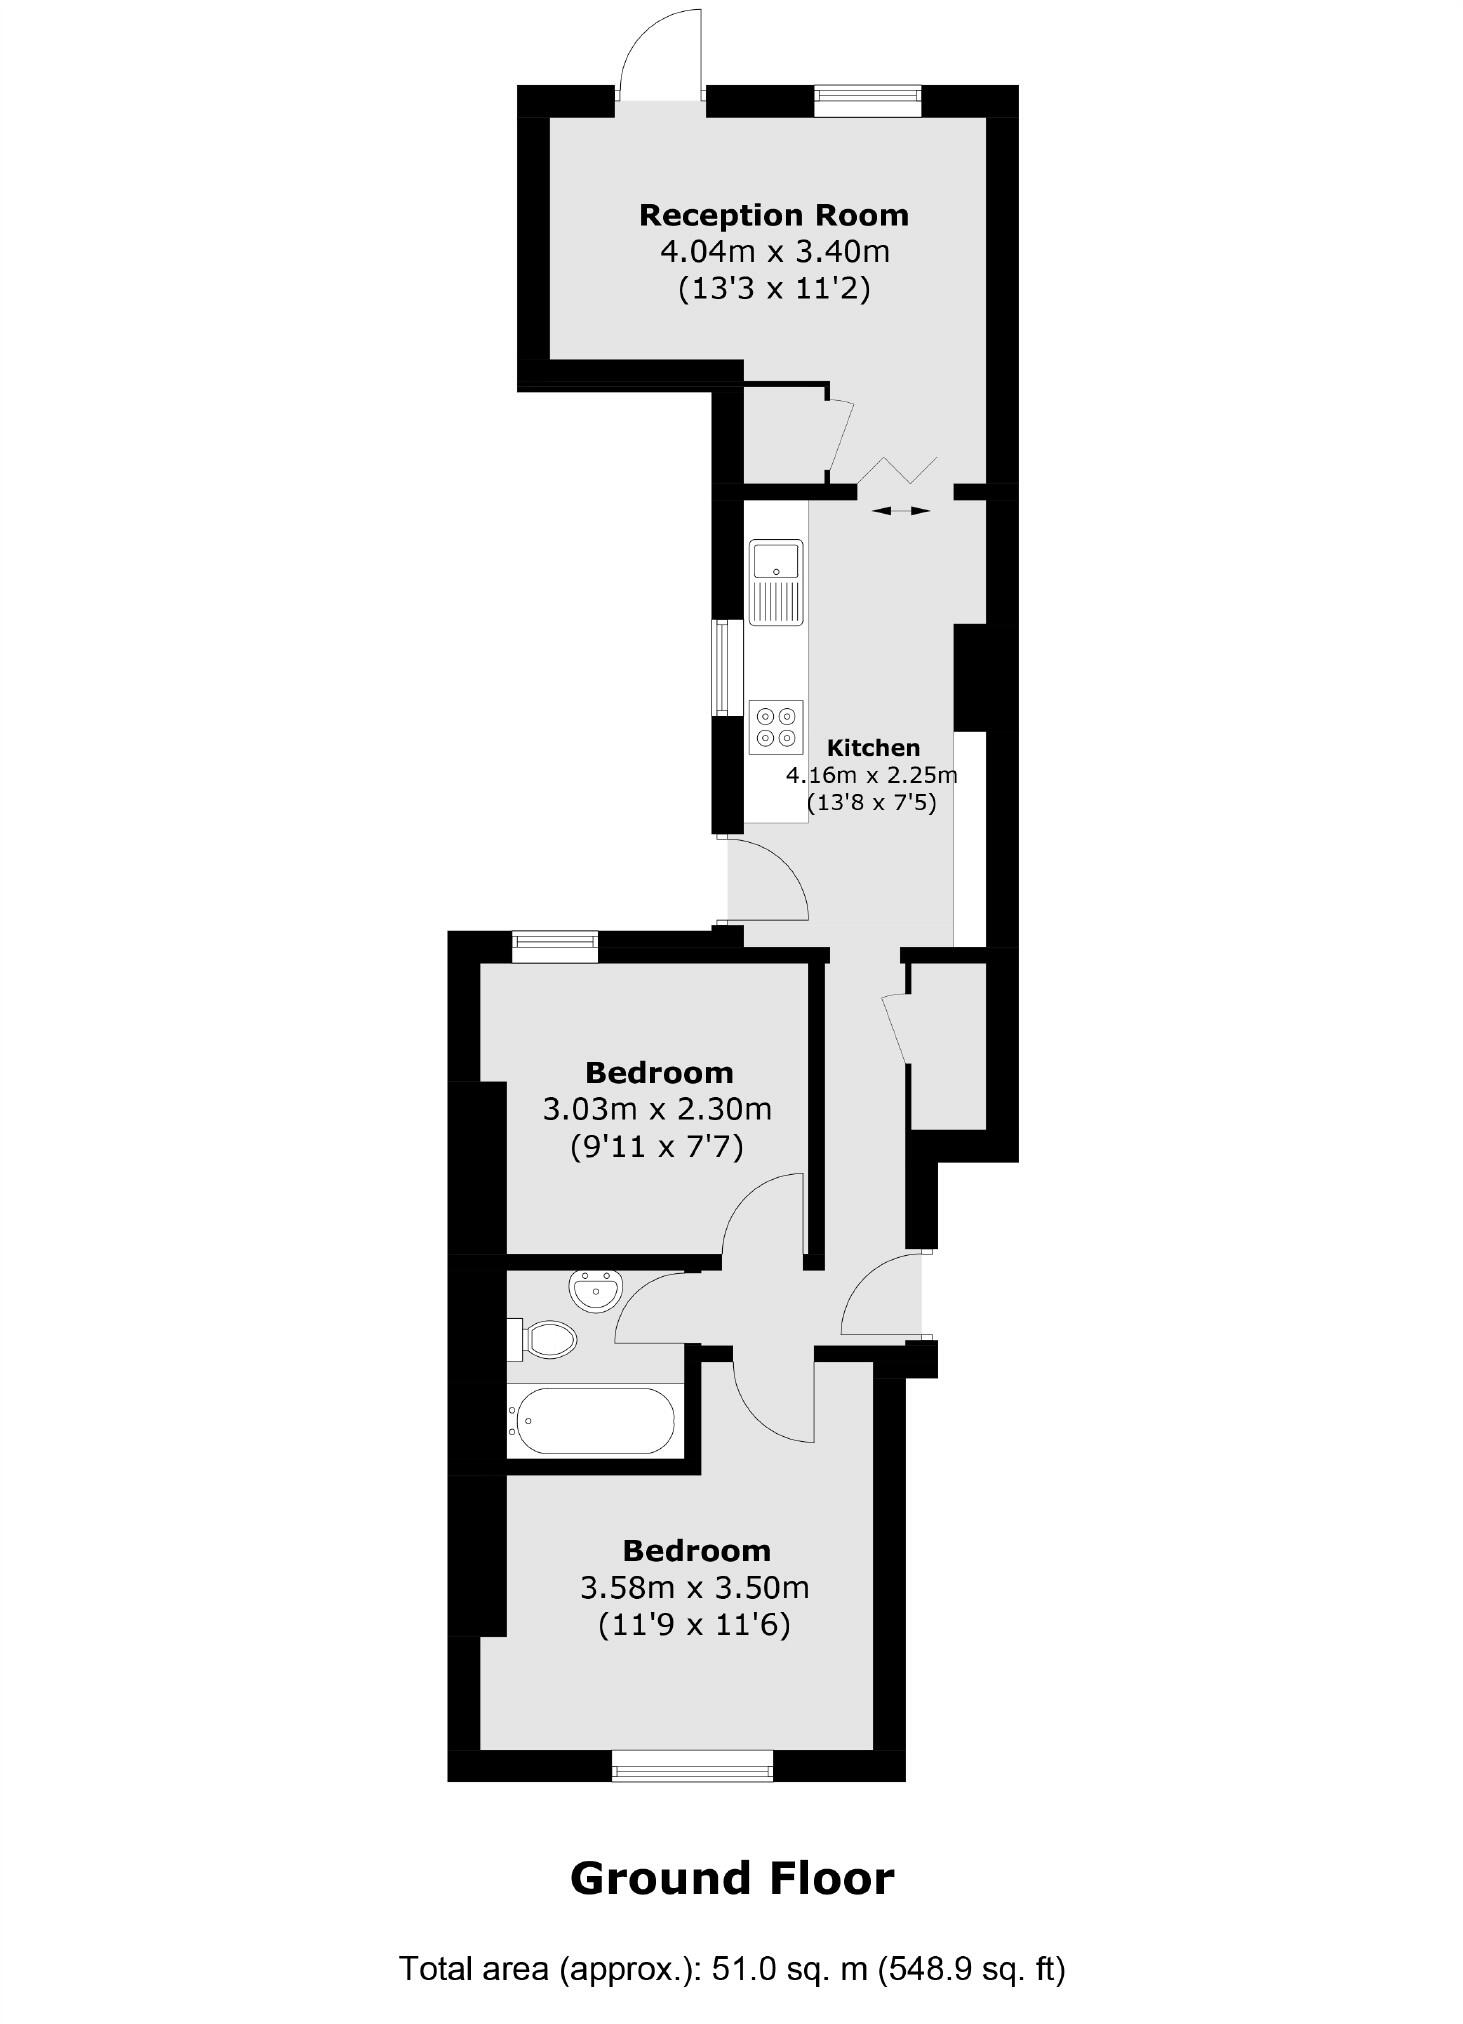 Reception Room
4.04m x 3.40m
(13'3 x 11'2)
Kitchen
4.16m x 2.25m
(13'8 x 7'5)
Bedroom
3.03m x 2.30m
(9'11 x 7'7)
Bedroom
3.58m x 3.50m
(11'9 x 11'6)
Ground Floor
Total area (approx.): 51.0 sq. m (548.9 sq. ft)